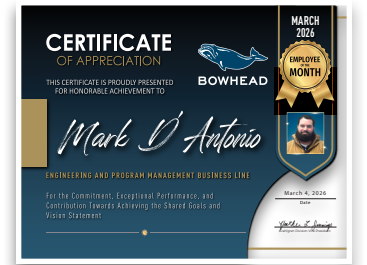 CERTIFICATE
OF APPRECIATION
THIS CERTIFICATE IS PROUDLY PRESENTED
FOR HONORABLE ACHIEVEMENT TO
BOWHEAD
MARCH
2026
EMPLOYEE
OF THE
MONTH
Mark D'Antonio
ENGINEERING AND PROGRAM MANAGEMENT BUSINESS LINE
For the Commitment, Exceptional Performance, and
Contribution Towards Achieving the Shared Goals and
Vision Statement
March 4, 2026
Date
Vice President